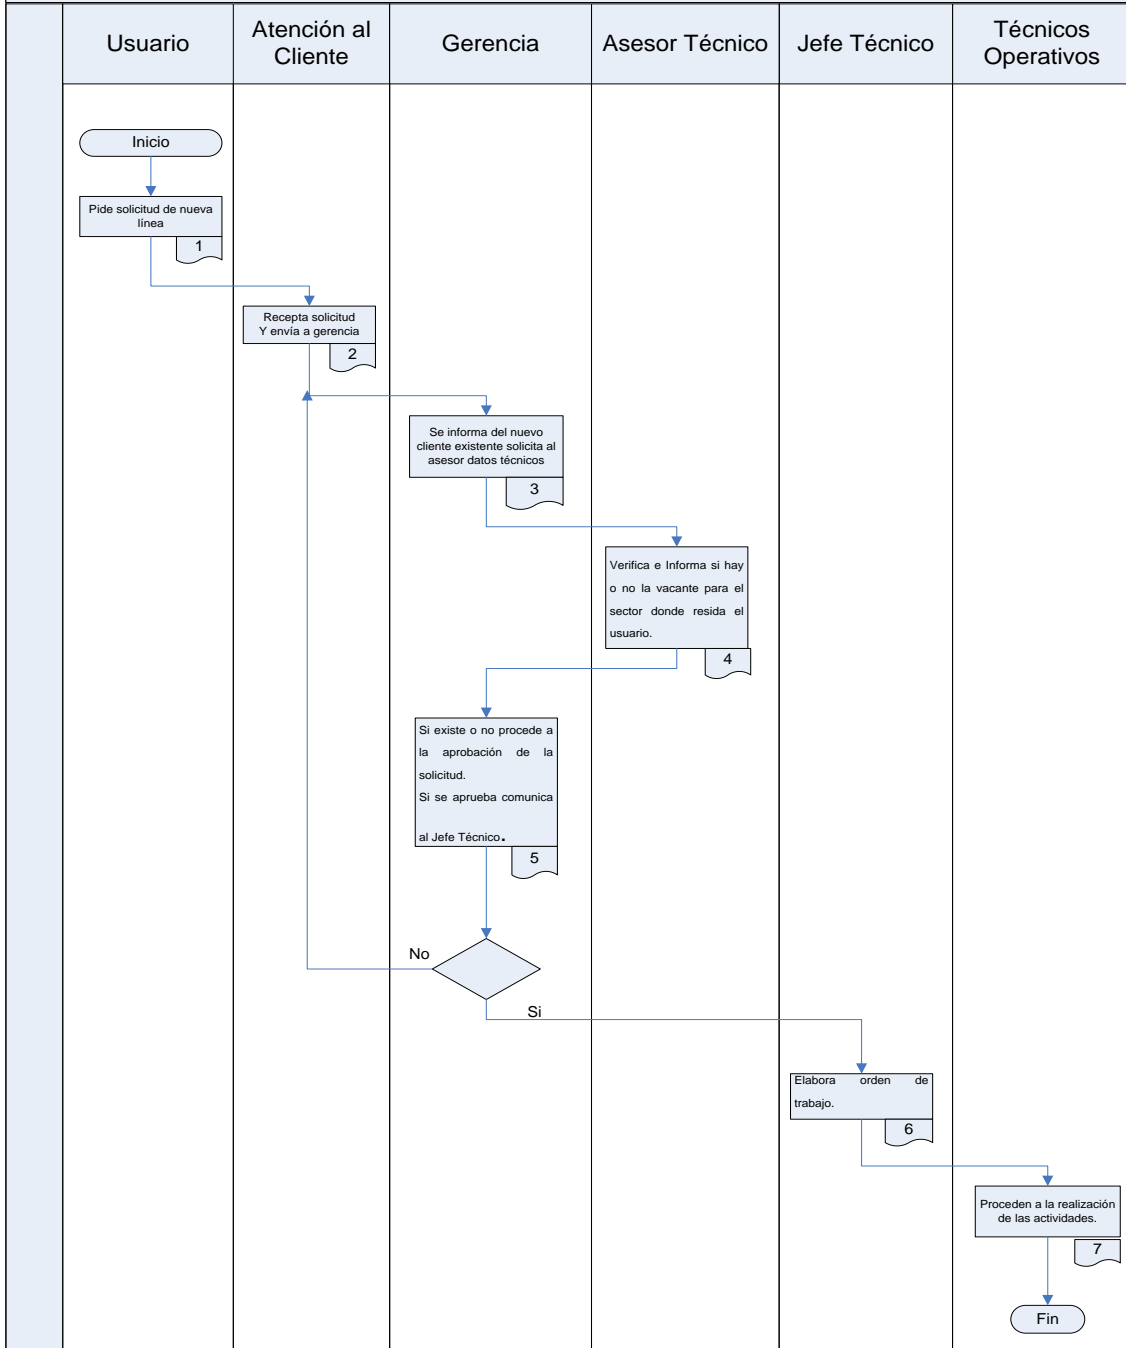 Usuario
Atención al
Cliente
Gerencia
Asesor Técnico
Jefe Técnico
Técnicos
Operativos
Inicio
Pide solicitud de nueva
línea
1
Recepta solicitud
Y envía a gerencia
2
Se informa del nuevo
cliente existente solicita al
asesor datos técnicos
3
Verifica e Informa si hay
o no la vacante para el
sector donde resida el
usuario.
4
Si existe o no procede a
la aprobación de la
solicitud.
Si se aprueba comunica
al Jefe Técnico.
5
No
Si
Elabora orden de
trabajo.
6
Proceden a la realización
de las actividades.
7
Fin